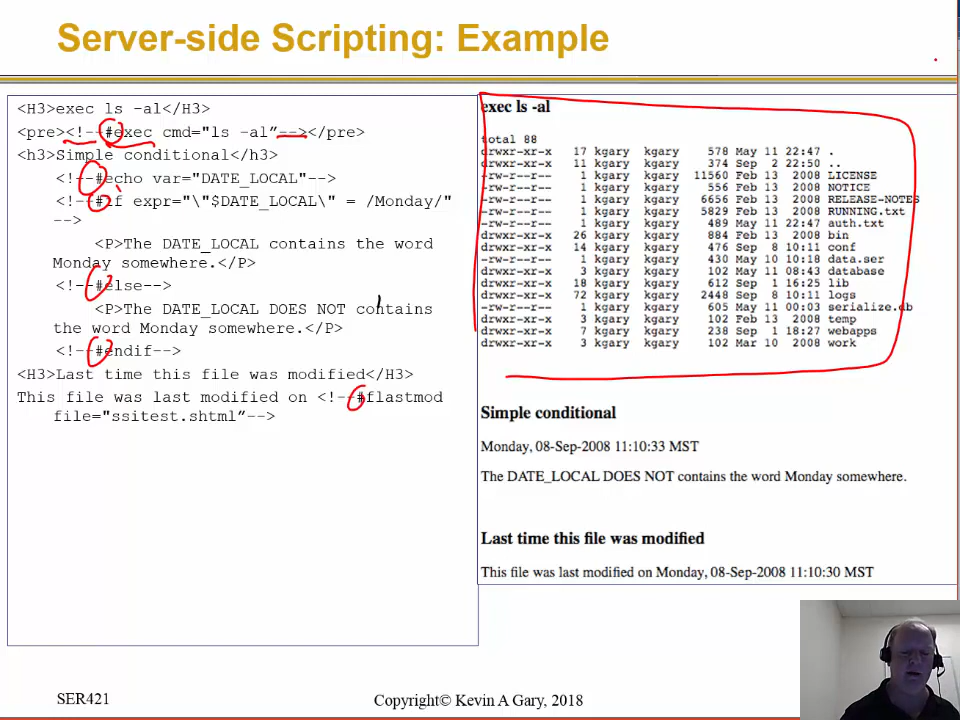 Server-side Scripting: Example
<H3>exec ls -al</H3>
<pre><!--#exec cmd="ls -al”--></pre>
<h3>Simple conditional</h3>
<!--#echo var="DATE_LOCAL"-->
<!--#if expr="\"$DATE_LOCAL\" = /Monday/"
-->
<P>The DATE_LOCAL contains the word
Monday somewhere.</P>
<!--#else-->
<P>The DATE_LOCAL DOES NOT contains
the word Monday somewhere.</P>
<!--#endif-->
<H3>Last time this file was modified</H3>
This file was last modified on <!--#flastmod
file="ssitest.shtml”-->
exec ls -al
total 88
drwxr-xr-x 17 kgary kgary 578 May 11 22:47 .
drwxr-xr-x 11 kgary kgary 374 Sep 2 22:50 ..
-rw-r--r-- 1 kgary kgary 11560 Feb 13 2008 LICENSE
-rw-r--r-- 1 kgary kgary 556 Feb 13 2008 NOTICE
-rw-r--r-- 1 kgary kgary 6656 Feb 13 2008 RELEASE-NOTES
-rw-r--r-- 1 kgary kgary 5829 Feb 13 2008 RUNNING.txt
-rw-r--r-- 1 kgary kgary 489 May 11 22:47 auth.txt
drwxr-xr-x 26 kgary kgary 884 Feb 13 2008 bin
drwxr-xr-x 14 kgary kgary 476 Sep 8 10:11 conf
-rw-r--r-- 1 kgary kgary 430 May 10 10:18 data.ser
drwxr-xr-x 3 kgary kgary 102 May 11 08:43 database
drwxr-xr-x 18 kgary kgary 612 Sep 1 16:25 lib
drwxr-xr-x 72 kgary kgary 2448 Sep 8 10:11 logs
-rw-r--r-- 1 kgary kgary 605 May 11 00:03 serialize.db
drwxr-xr-x 3 kgary kgary 102 Feb 13 2008 temp
drwxr-xr-x 7 kgary kgary 238 Sep 1 18:27 webapps
drwxr-xr-x 3 kgary kgary 102 Mar 10 2008 work
Simple conditional
Monday, 08-Sep-2008 11:10:33 MST
The DATE_LOCAL DOES NOT contains the word Monday somewhere.
Last time this file was modified
This file was last modified on Monday, 08-Sep-2008 11:10:30 MST
SER421
Copyright© Kevin A Gary, 2018